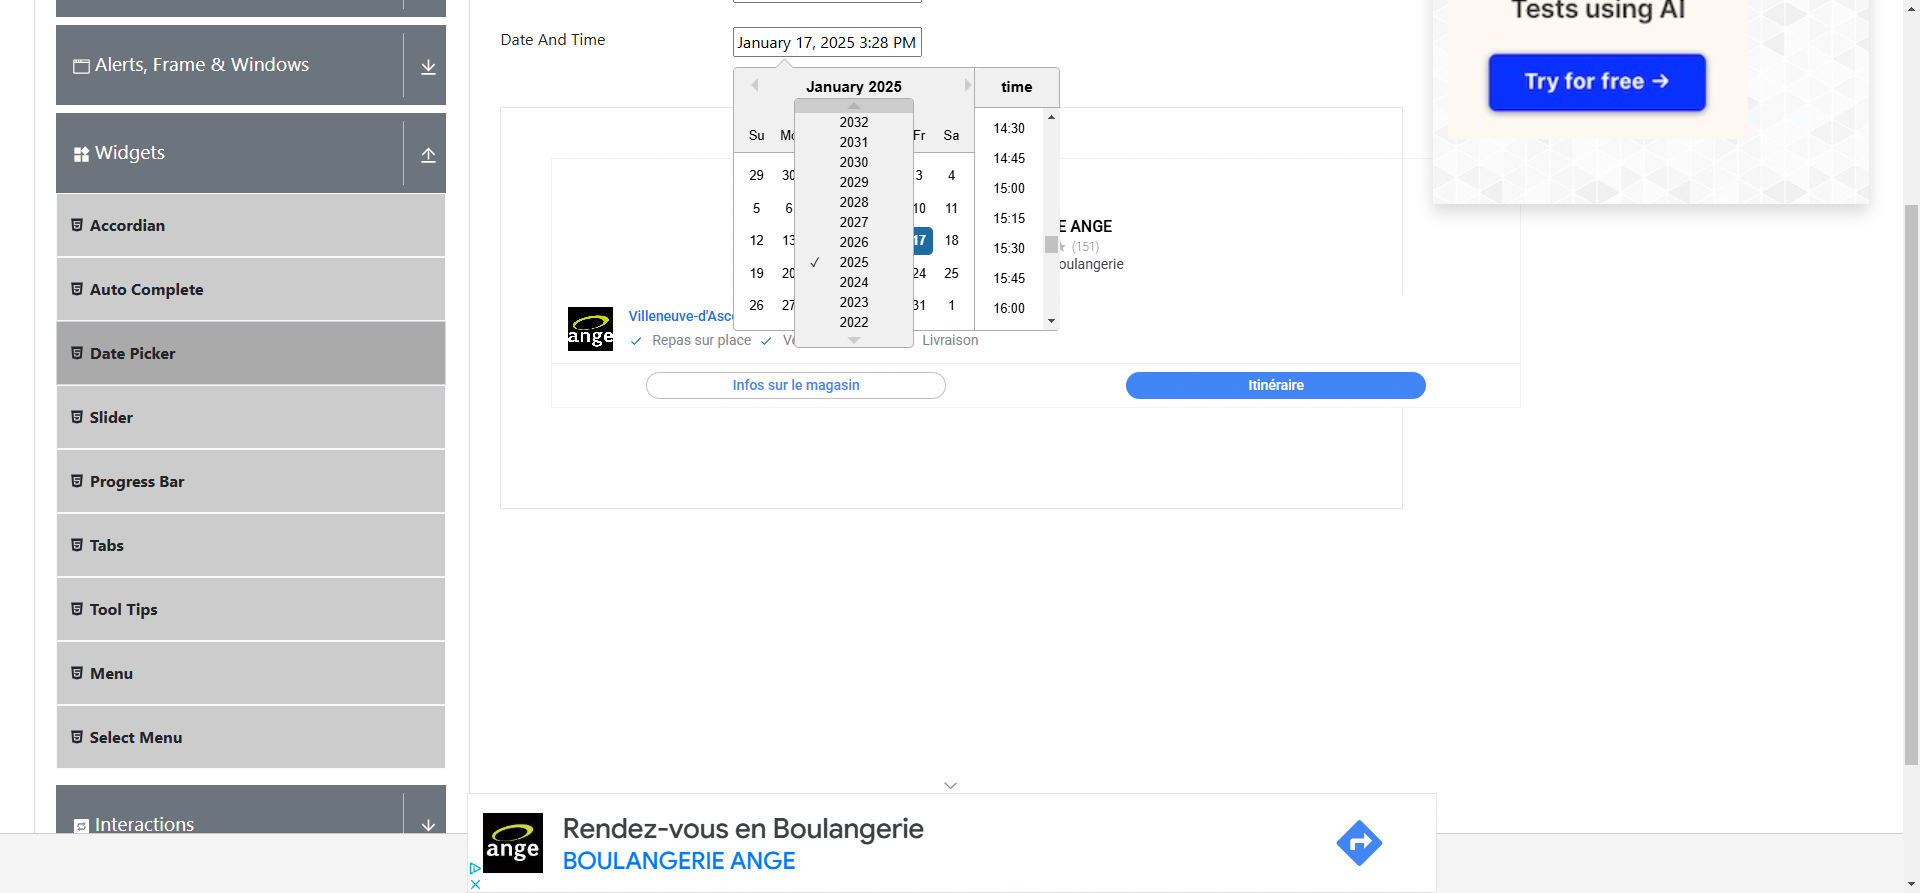 Tests using AI
Try for free →
Alerts, Frame & Windows
Widgets
Accordian
Auto Complete
Date Picker
Slider
Progress Bar
Tabs
Tool Tips
Menu
Select Menu
Interactions
Date And Time
January 17, 2025 3:28 PM
January 2025
time
Su
Fr Sa
2032
2031
2030
2029
2028
2027
2026
✓ 2025
2024
2023
2022
29 30 3 4
5 6 10 11
12 13 17 18
19 20 24 25
26 27 31 1
14:30
14:45
15:00
15:15
15:30
15:45
16:00
E ANGE
(151)
oulangerie
ange
Villeneuve-d'Asc
Repas sur place
Livraison
Infos sur le magasin
Itinéraire
ange
Rendez-vous en Boulangerie
BOULANGERIE ANGE